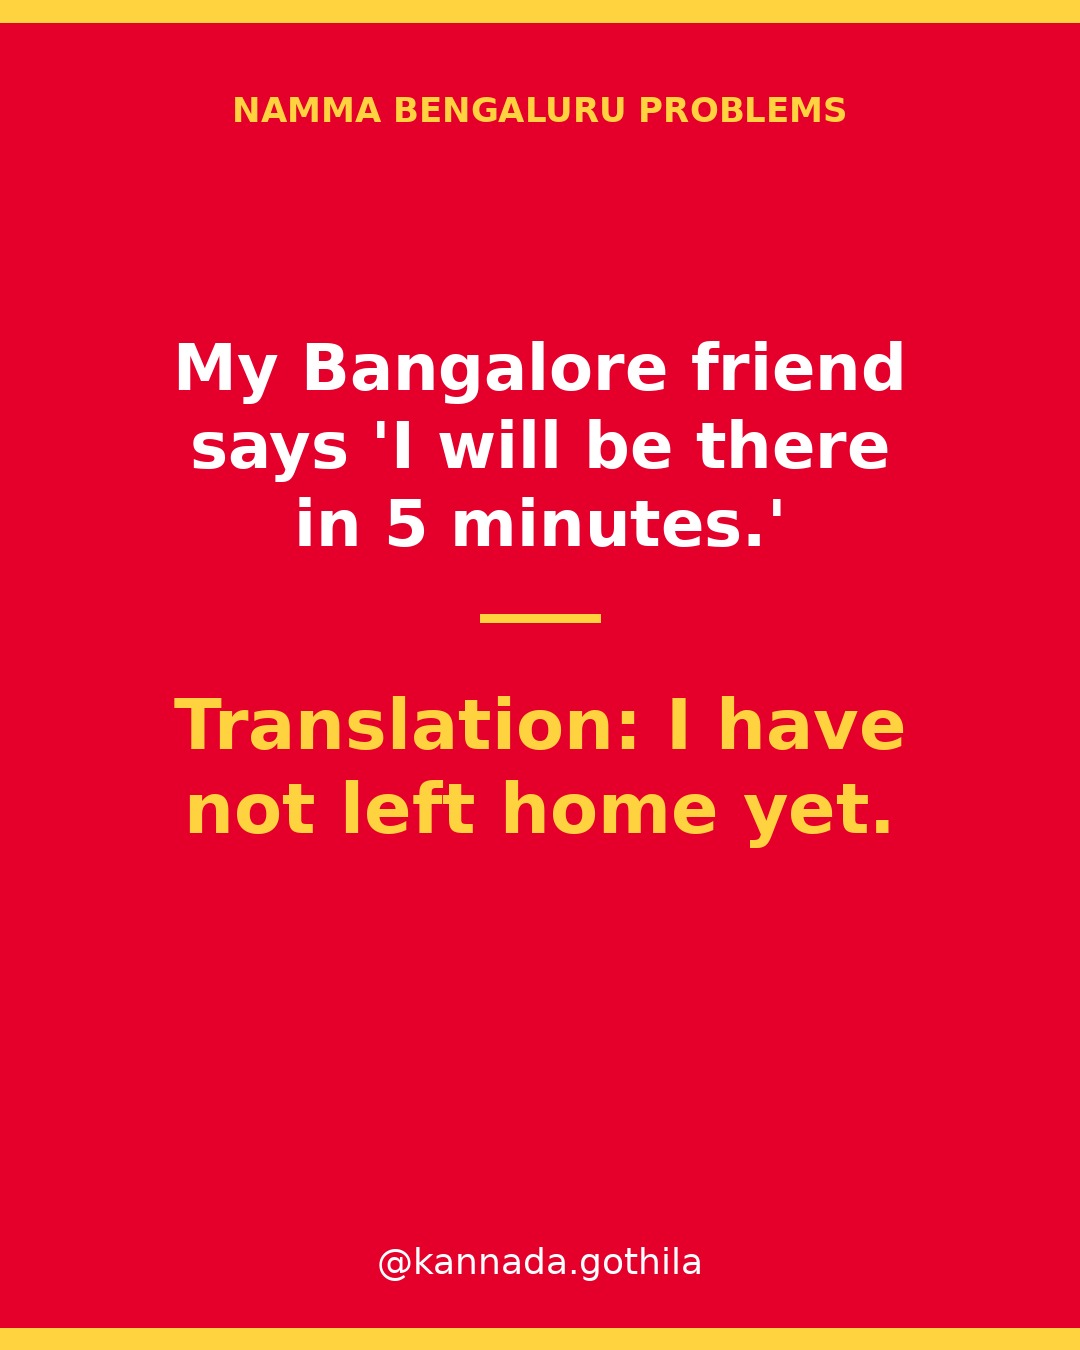 NAMMA BENGALURU PROBLEMS
My Bangalore friend
says 'I will be there
in 5 minutes.'
Translation: I have
not left home yet.
@kannada.gothila